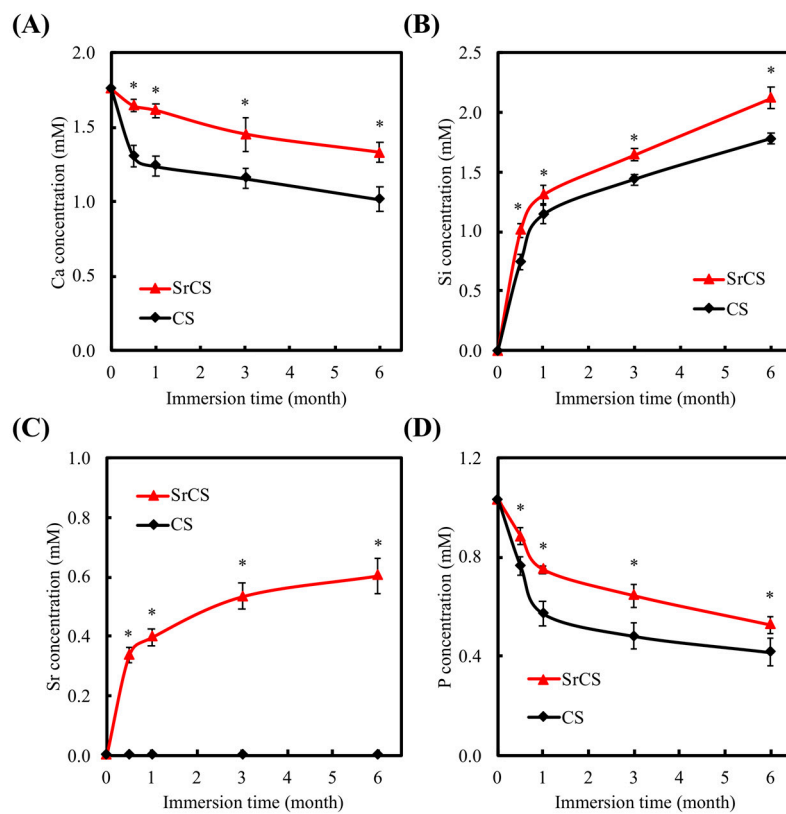 (A)
2.0
1.5
1.0
0.5
0.0
Ca concentration (mM)
* * * *
SrCS
CS
0 1 2 3 4 5 6
Immersion time (month)
(B)
2.5
2.0
1.5
1.0
0.5
0.0
Si concentration (mM)
* * * *
SrCS
CS
0 1 2 3 4 5 6
Immersion time (month)
(C)
1.0
0.8
0.6
0.4
0.2
0.0
Sr concentration (mM)
* * * *
SrCS
CS
0 1 2 3 4 5 6
Immersion time (month)
(D)
1.2
0.8
0.4
0.0
P concentration (mM)
* * * *
SrCS
CS
0 1 2 3 4 5 6
Immersion time (month)